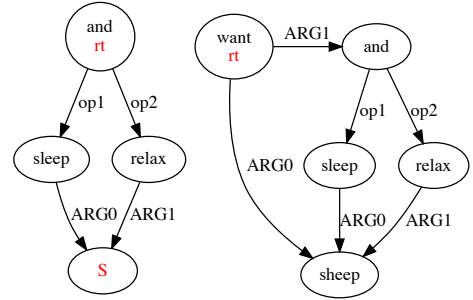 and
rt
op1
op2
sleep
relax
ARG0
ARG1
S
want
rt
ARG1
and
op1
op2
ARG0
sleep
relax
ARG0
ARG1
sheep